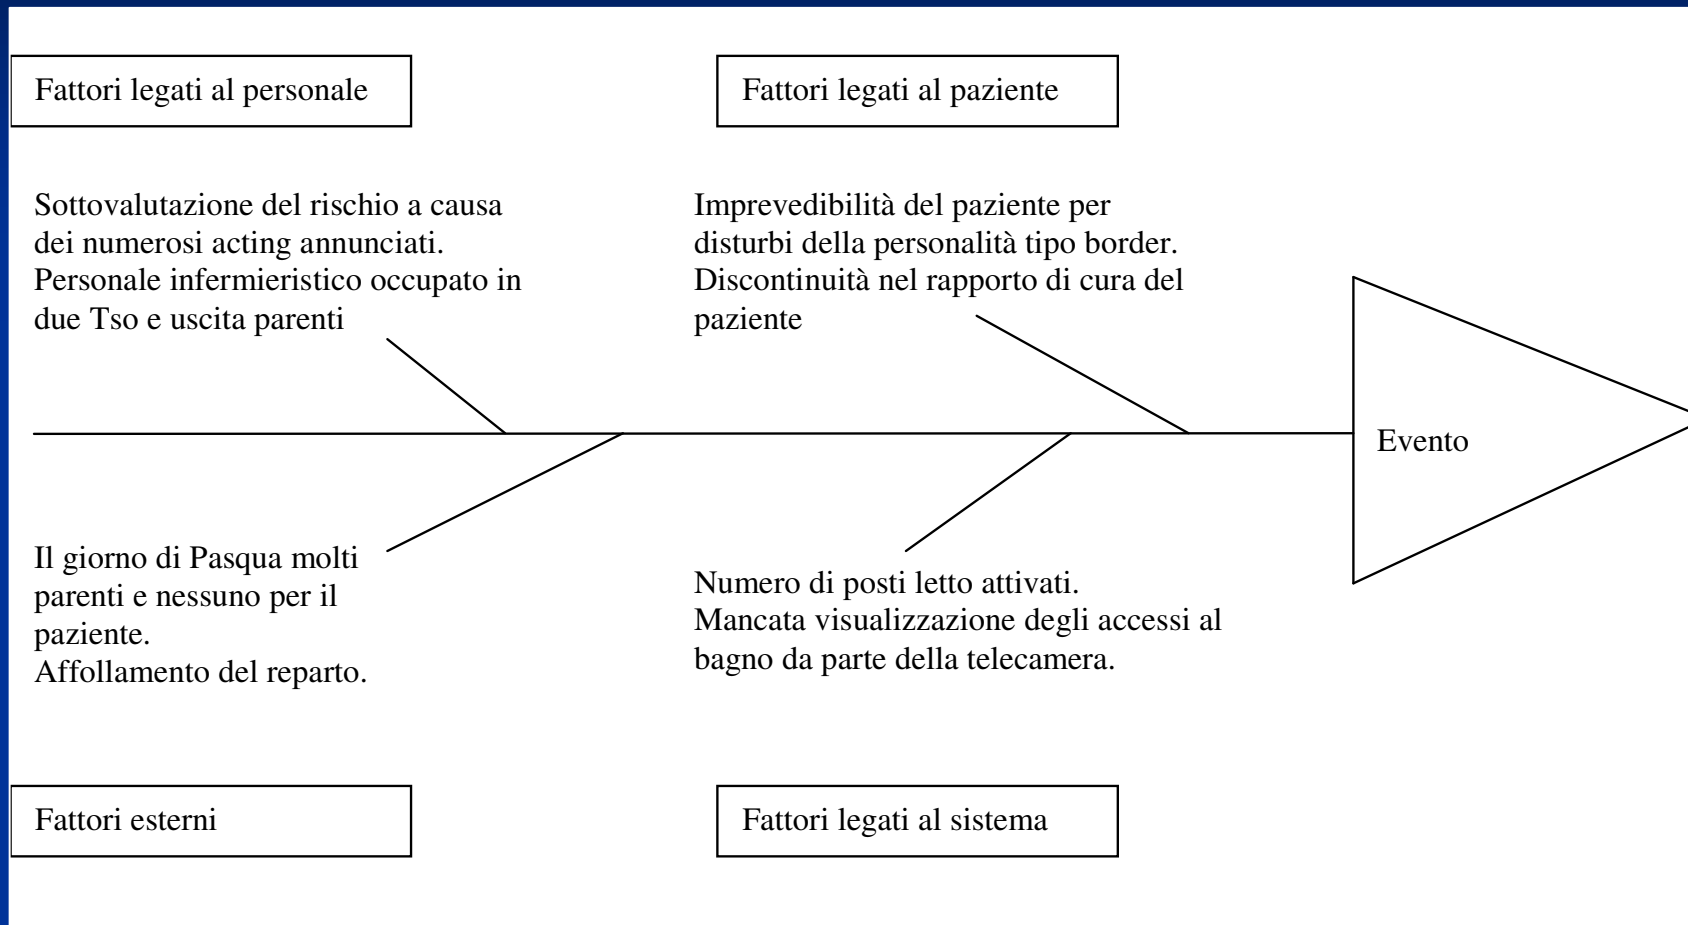 Fattori legati al personale
Fattori legati al paziente
Sottovalutazione del rischio a causa
dei numerosi acting annunciati.
Personale infermieristico occupato in
due Tso e uscita parenti
Imprevedibilità del paziente per
disturbi della personalità tipo border.
Discontinuità nel rapporto di cura del
paziente
Evento
Il giorno di Pasqua molti
parenti e nessuno per il
paziente.
Affollamento del reparto.
Numero di posti letto attivati.
Mancata visualizzazione degli accessi al
bagno da parte della telecamera.
Fattori esterni
Fattori legati al sistema